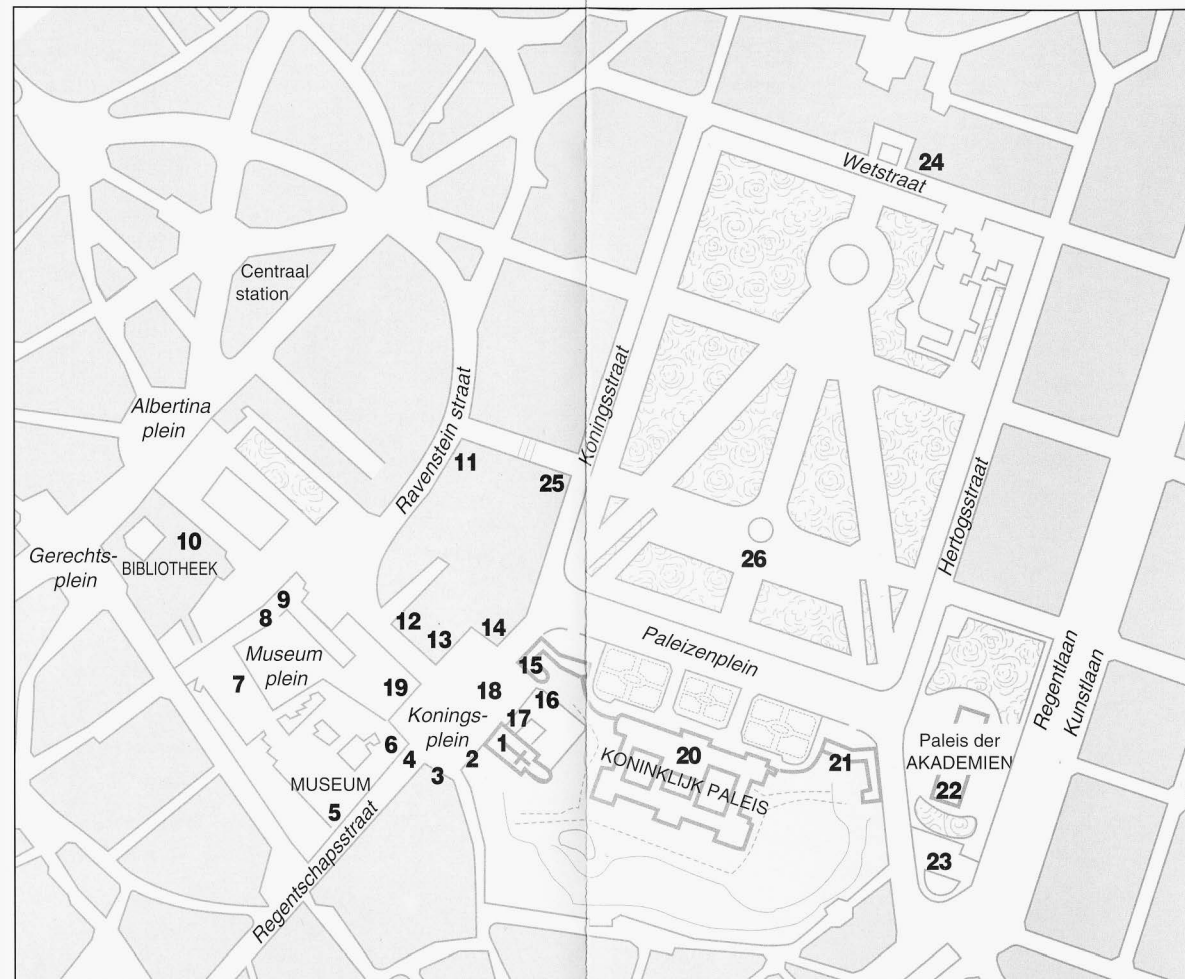 24
Wetstraat
Centraal
station
Albertina
plein
Ravenstein straat
Koningsstraat
11
25
Hertogsstraat
10
BIBLIOTHEEK
Gerechts-
plein
26
9
8
12
13
14
Paleizenplein
Museum
plein
7
15
19
18
16
17
Konings-
plein
1
6
4
2
3
20
KONINKLIJK PALEIS
21
Regentlaan
Kunstlaan
Paleis der
AKADEMIEN
22
MUSEUM
5
Regentschapsstraat
23